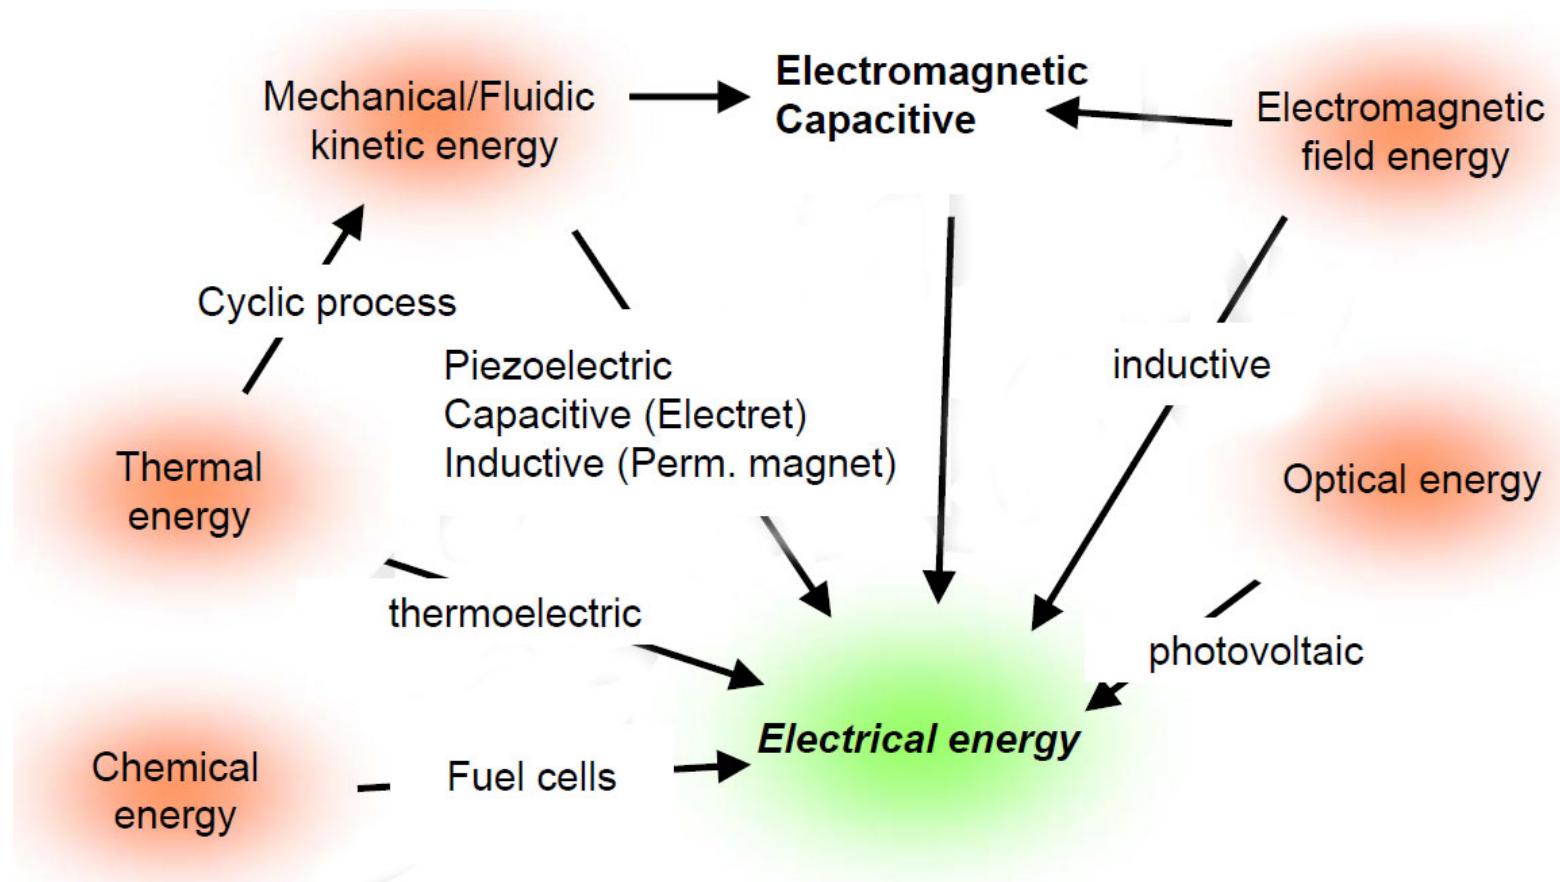 Mechanical/Fluidic
kinetic energy
Electromagnetic
Capacitive
Electromagnetic
field energy
Cyclic process
Piezoelectric
Capacitive (Electret)
Inductive (Perm. magnet)
inductive
Thermal
energy
Optical energy
thermoelectric
photovoltaic
Chemical
energy
Fuel cells
Electrical energy